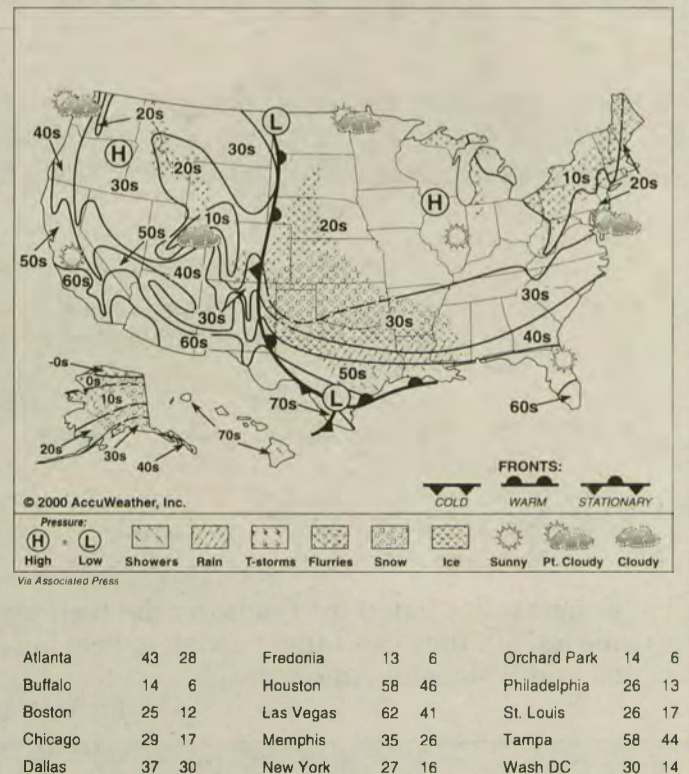 20s
40s
H
L
30s
20s
30s
10s
20s
H
10s
20s
50s
50s
60s
40s
30s
60s
30s
30s
40s
50s
70s
L
60s
-0s
0s
10s
20s
30s
40s
70s
FRONTS:
COLD WARM STATIONARY
© 2000 AccuWeather, Inc.
Pressure:
H L
High Low Showers Rain T-storms Flurries Snow Ice Sunny Pt. Cloudy Cloudy
Via Associated Press
Atlanta 43 28 Fredonia 13 6 Orchard Park 14 6
Buffalo 14 6 Houston 58 46 Philadelphia 26 13
Boston 25 12 Las Vegas 62 41 St. Louis 26 17
Chicago 29 17 Memphis 35 26 Tampa 58 44
Dallas 37 30 New York 27 16 Wash DC 30 14